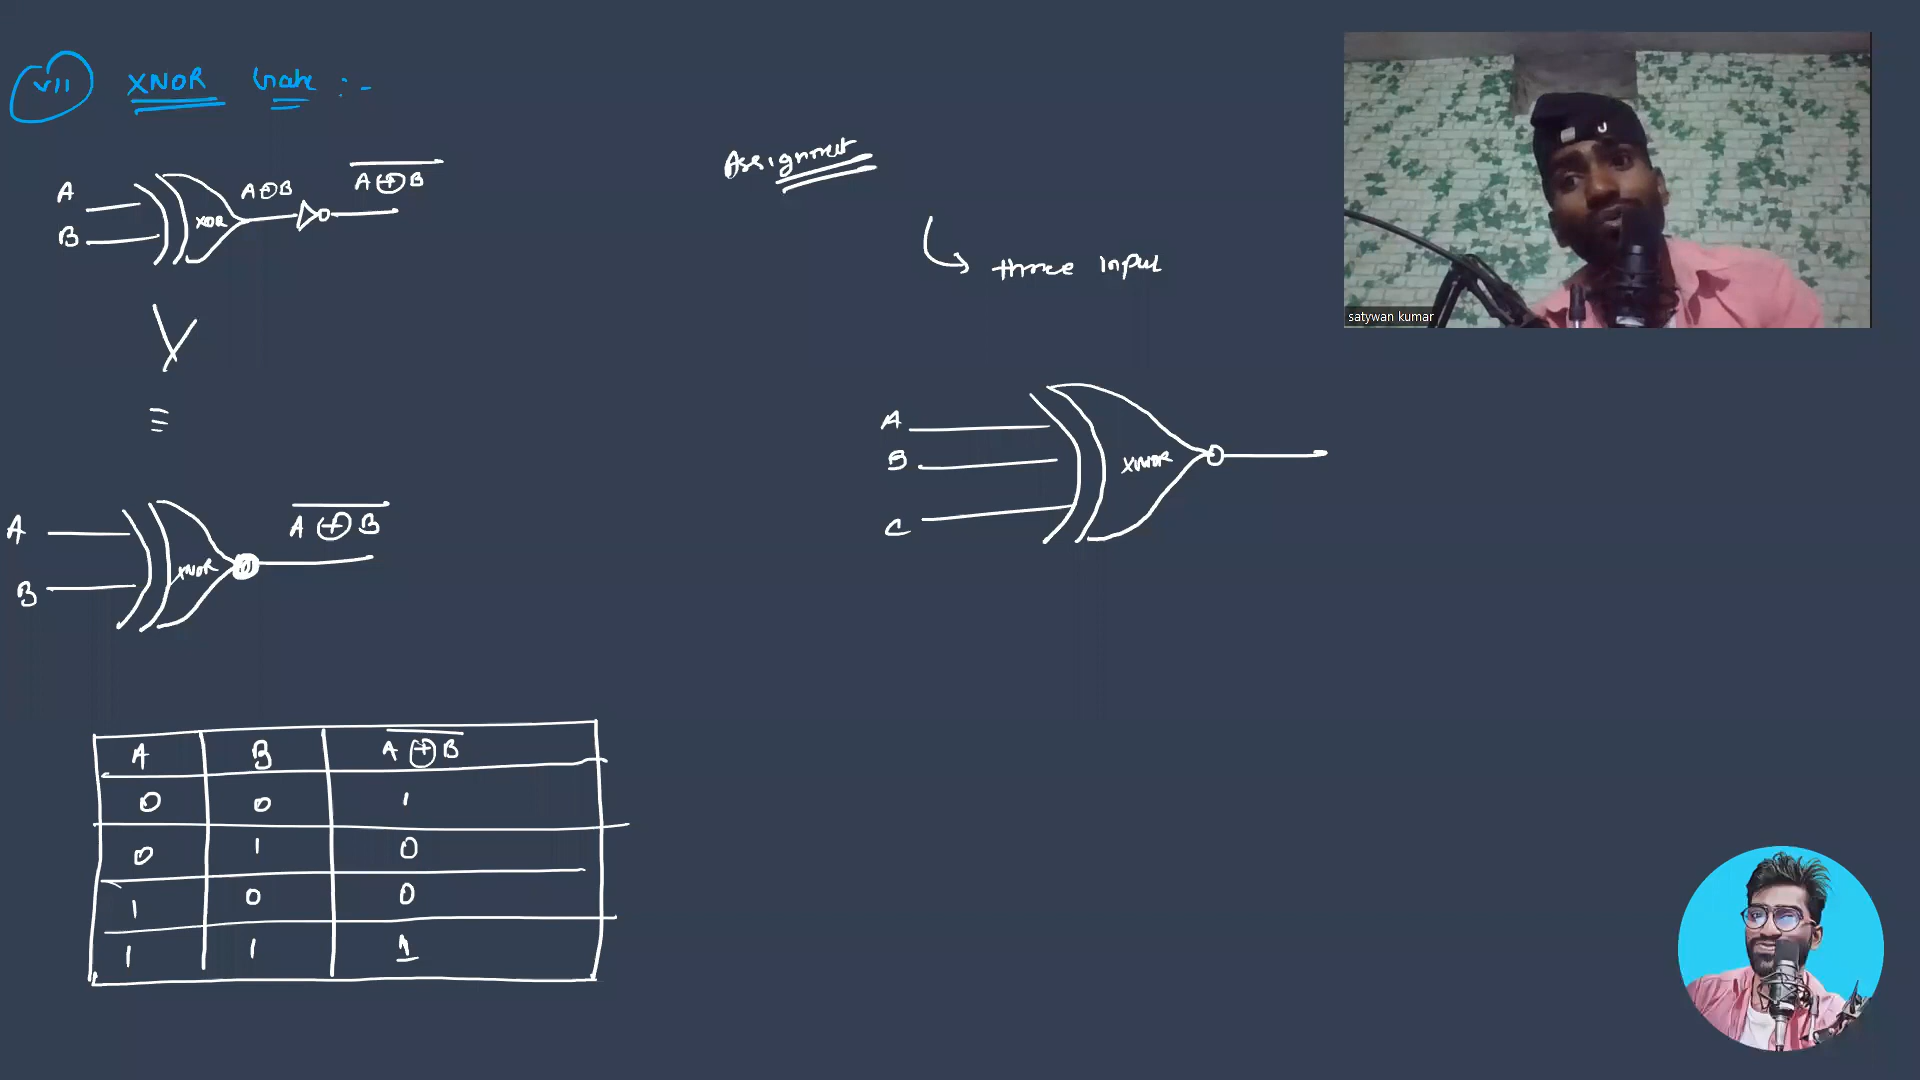 vii XNOR Gate :-
A
B
XOR
A⊕B
A̅ ⊕ B̅
≡
A
B
XNOR
A ⊕ B
A B A ⊕ B
0 0 1
0 1 0
1 0 0
1 1 1
Assignment
three input
A
B
C
XNOR
satywan kumar